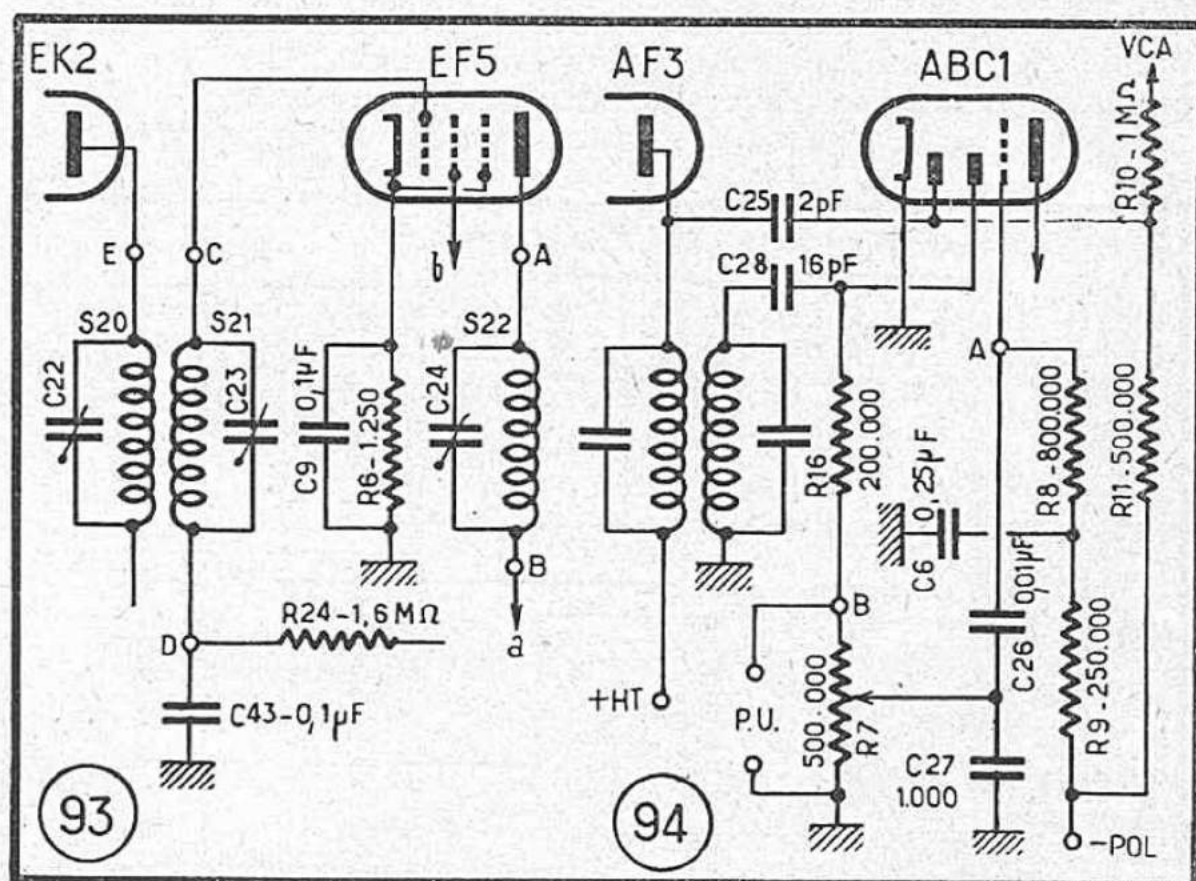 EK2
EF5
AF3
ABC1
VCA
R10-1MΩ
C25
2pF
C28
16pF
E
C
b
A
S20
S21
S22
C22
C23
0,1µF
C9
R6-1.250
C24
A
R16
200.000
0,25µF
C6
R8-800.000
R11-500.000
B
a
D
R24-1,6MΩ
C43-0,1µF
+HT
P.U.
B
500.000
R7
0,01µF
C26
C27
1.000
R9-250.000
-POL
93
94